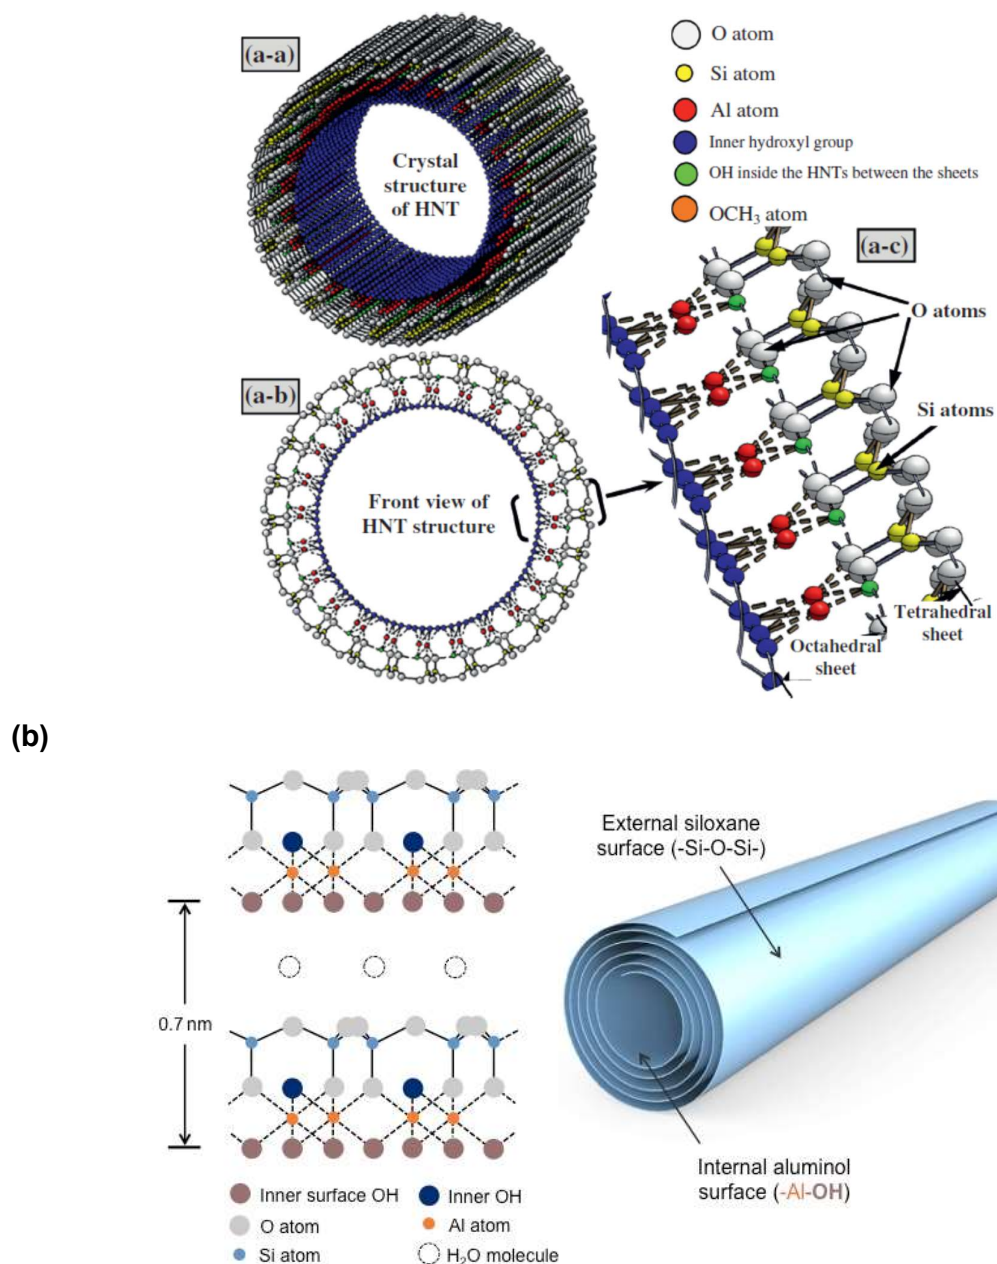 (a-a)
Crystal
structure
of HNT
O atom
Si atom
Al atom
Inner hydroxyl group
OH inside the HNTs between the sheets
OCH₃ atom
(a-c)
O atoms
Si atoms
Tetrahedral
sheet
Octahedral
sheet
(a-b)
Front view of
HNT structure
(b)
0.7 nm
External siloxane
surface (-Si-O-Si-)
Internal aluminol
surface (-Al-OH)
Inner surface OH
Inner OH
O atom
Al atom
Si atom
H₂O molecule